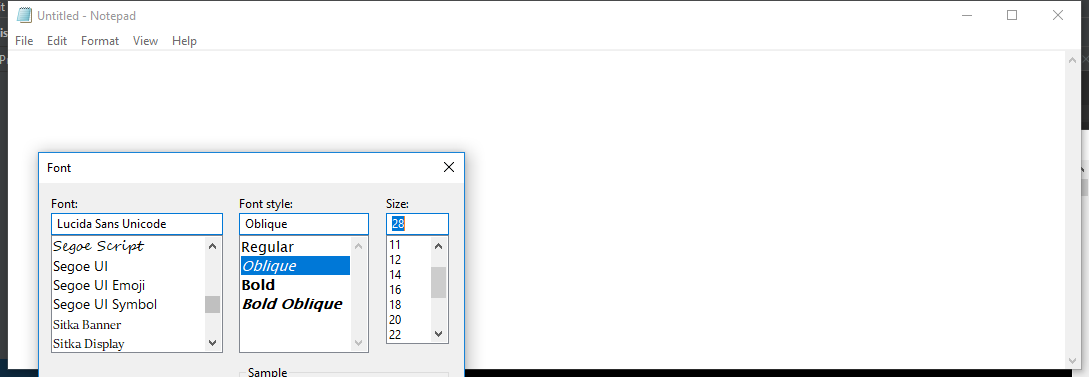 Untitled - Notepad
File Edit Format View Help
Font
Font: Font style: Size:
Lucida Sans Unicode Oblique 28
Segoe Script Regular 11
Segoe UI Oblique 12
Segoe UI Emoji Bold 14
Segoe UI Symbol Bold Oblique 16
Sitka Banner 18
Sitka Display 20
22
Sample